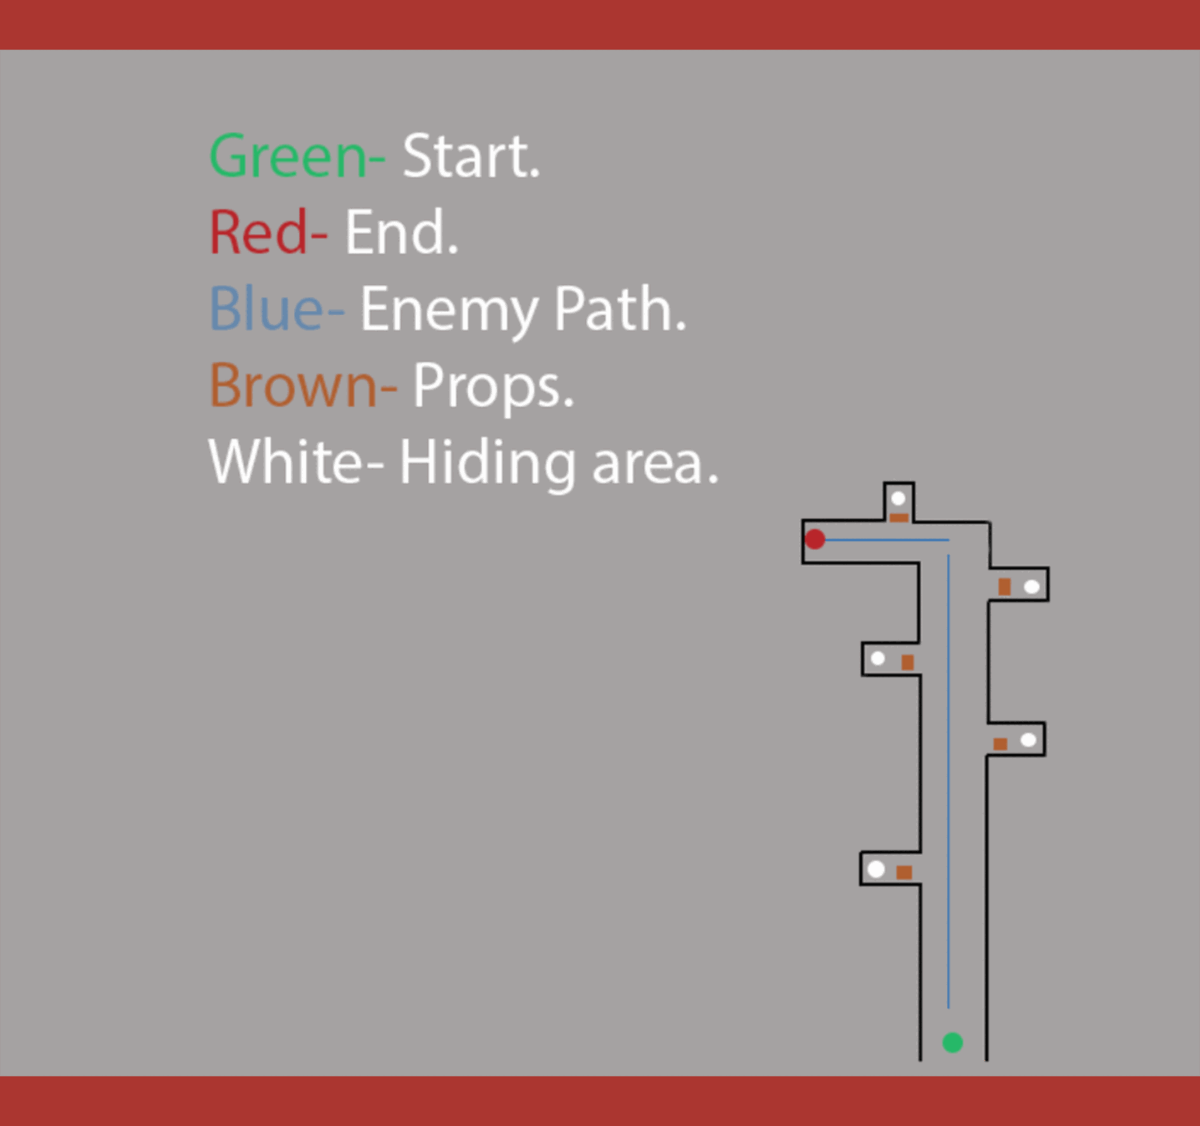 Green- Start.
Red- End.
Blue- Enemy Path.
Brown- Props.
White- Hiding area.